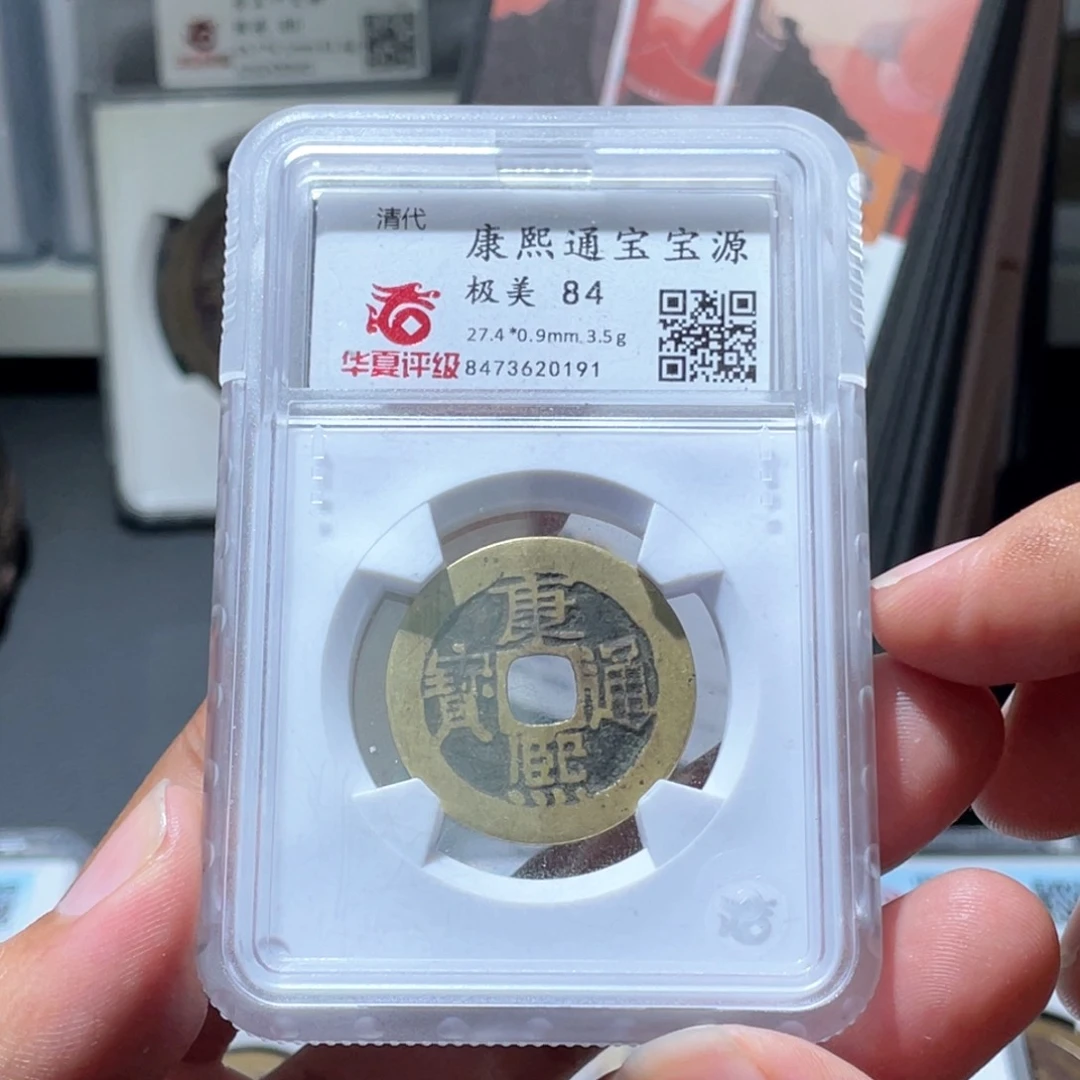 清代
康熙通宝宝源
极美 84
27.4*0.9mm 3.5g
华夏评级
8473620191
康
寳 通
熙